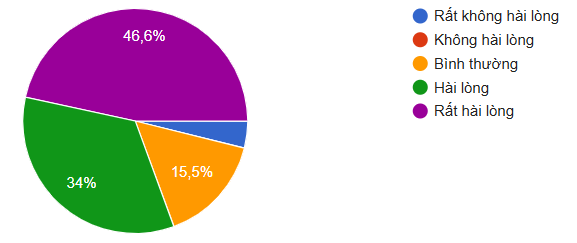 46,6%
34%
15,5%
Rất không hài lòng
Không hài lòng
Bình thường
Hài lòng
Rất hài lòng